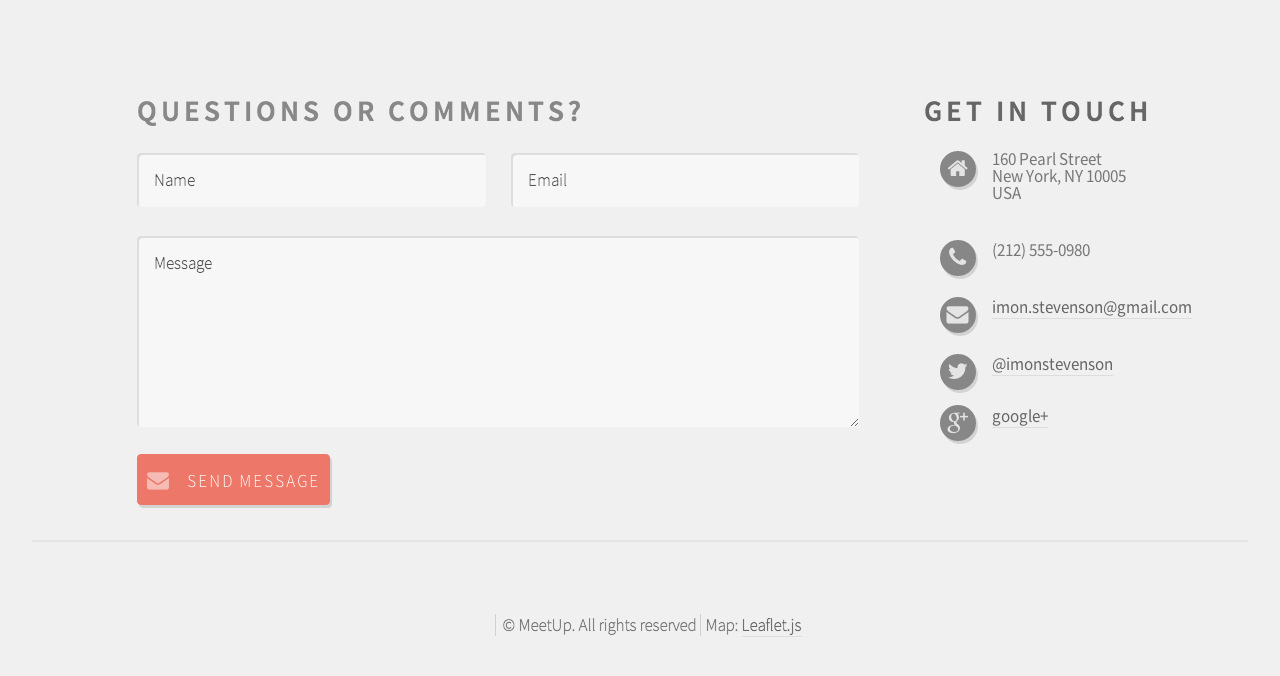 QUESTIONS OR COMMENTS?
Name
Email
Message
SEND MESSAGE
GET IN TOUCH
160 Pearl Street
New York, NY 10005
USA
(212) 555-0980
imon.stevenson@gmail.com
@imonstevenson
google+
© MeetUp. All rights reserved
Map: Leaflet.js